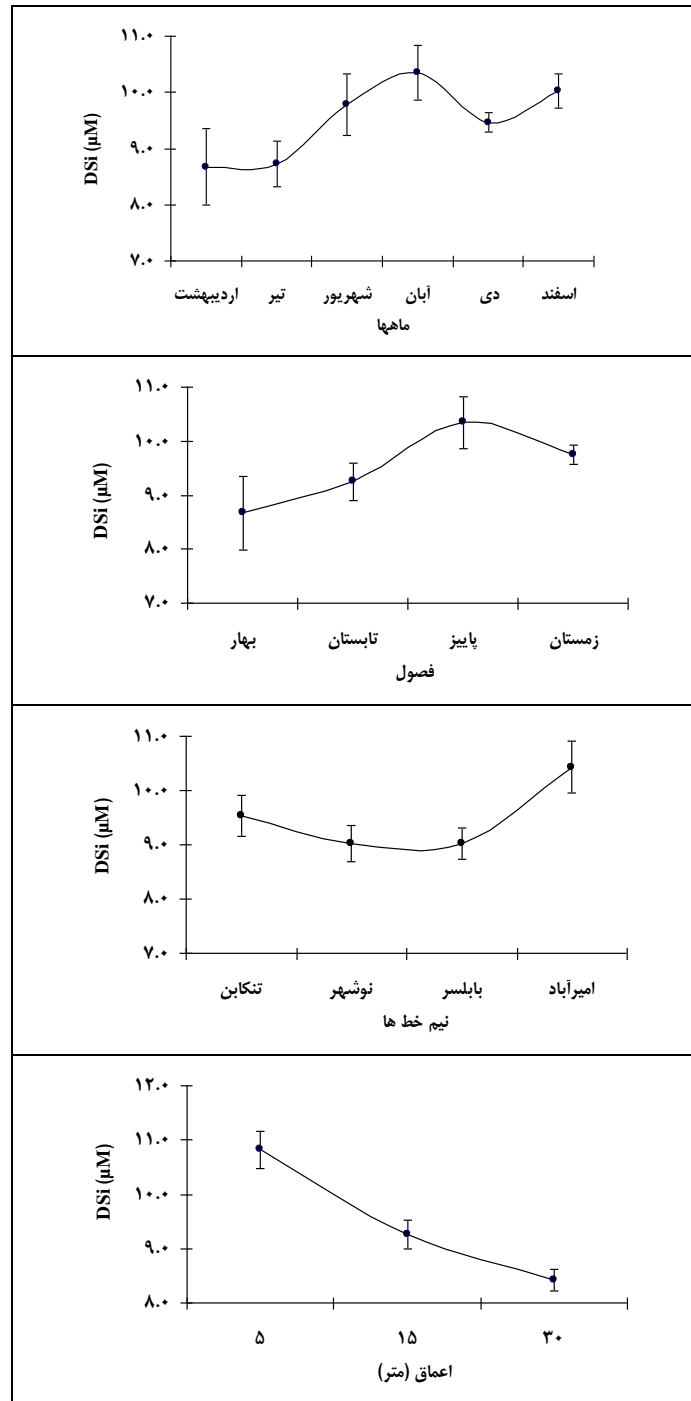 DSi (µM)
۱۱.۰
۱۰.۰
۹.۰
۸.۰
۷.۰
اردیبهشت تیر شهریور آبان دی اسفند
ماهها
DSi (µM)
۱۱.۰
۱۰.۰
۹.۰
۸.۰
۷.۰
بهار تابستان پاییز زمستان
فصول
DSi (µM)
۱۱.۰
۱۰.۰
۹.۰
۸.۰
۷.۰
تنکابن نوشهر بابلسر امیرآباد
نیم خط ها
DSi (µM)
۱۲.۰
۱۱.۰
۱۰.۰
۹.۰
۸.۰
۵ ۱۵ ۳۰
اعماق (متر)